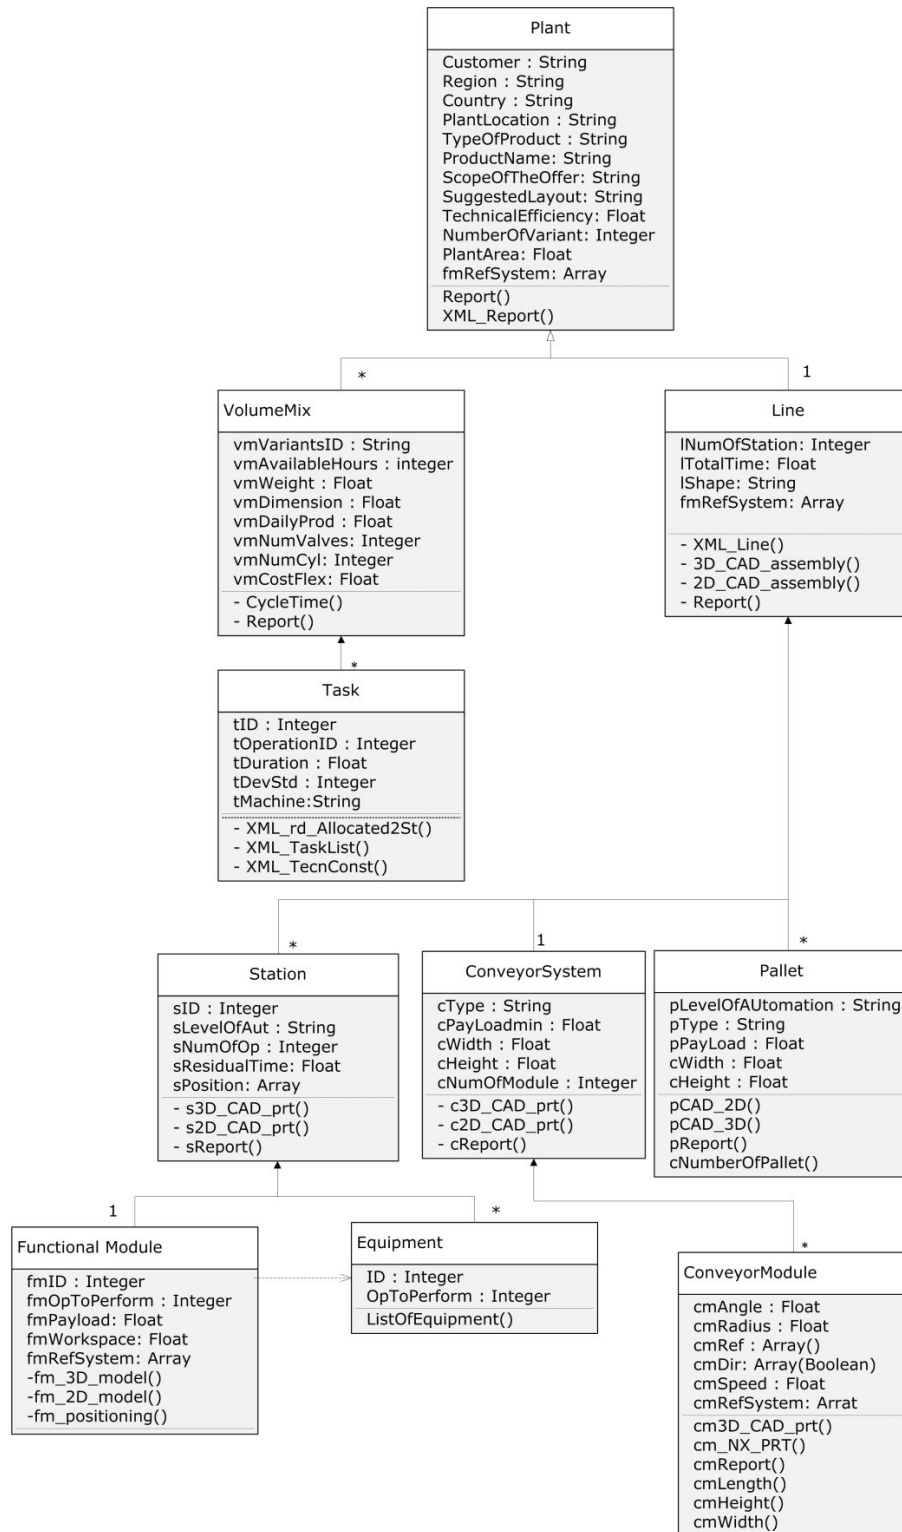 Plant
Customer : String
Region : String
Country : String
PlantLocation : String
TypeOfProduct : String
ProductName: String
ScopeOfTheOffer: String
SuggestedLayout: String
TechnicalEfficiency: Float
NumberOfVariant: Integer
PlantArea: Float
fmRefSystem: Array
Report()
XML_Report()
*
1
VolumeMix
vmVariantsID : String
vmAvailableHours : integer
vmWeight : Float
vmDimension : Float
vmDailyProd : Float
vmNumValves: Integer
vmNumCyl: Integer
vmCostFlex: Float
- CycleTime()
- Report()
Line
lNumOfStation: Integer
lTotalTime: Float
lShape: String
fmRefSystem: Array
- XML_Line()
- 3D_CAD_assembly()
- 2D_CAD_assembly()
- Report()
*
Task
tID : Integer
tOperationID : Integer
tDuration : Float
tDevStd : Integer
tMachine:String
- XML_rd_Allocated2St()
- XML_TaskList()
- XML_TecnConst()
*
1
*
Station
sID : Integer
sLevelOfAut : String
sNumOfOp : Integer
sResidualTime: Float
sPosition: Array
- s3D_CAD_prt()
- s2D_CAD_prt()
- sReport()
ConveyorSystem
cType : String
cPayLoadmin : Float
cWidth : Float
cHeight : Float
cNumOfModule : Integer
- c3D_CAD_prt()
- c2D_CAD_prt()
- cReport()
Pallet
pLevelOfAUtomation : String
pType : String
pPayLoad : Float
cWidth : Float
cHeight : Float
pCAD_2D()
pCAD_3D()
pReport()
cNumberOfPallet()
1
*
*
Functional Module
fmID : Integer
fmOpToPerform : Integer
fmPayload: Float
fmWorkspace: Float
fmRefSystem: Array
-fm_3D_model()
-fm_2D_model()
-fm_positioning()
Equipment
ID : Integer
OpToPerform : Integer
ListOfEquipment()
ConveyorModule
cmAngle : Float
cmRadius : Float
cmRef : Array()
cmDir: Array(Boolean)
cmSpeed : Float
cmRefSystem: Arrat
cm3D_CAD_prt()
cm_NX_PRT()
cmReport()
cmLength()
cmHeight()
cmWidth()